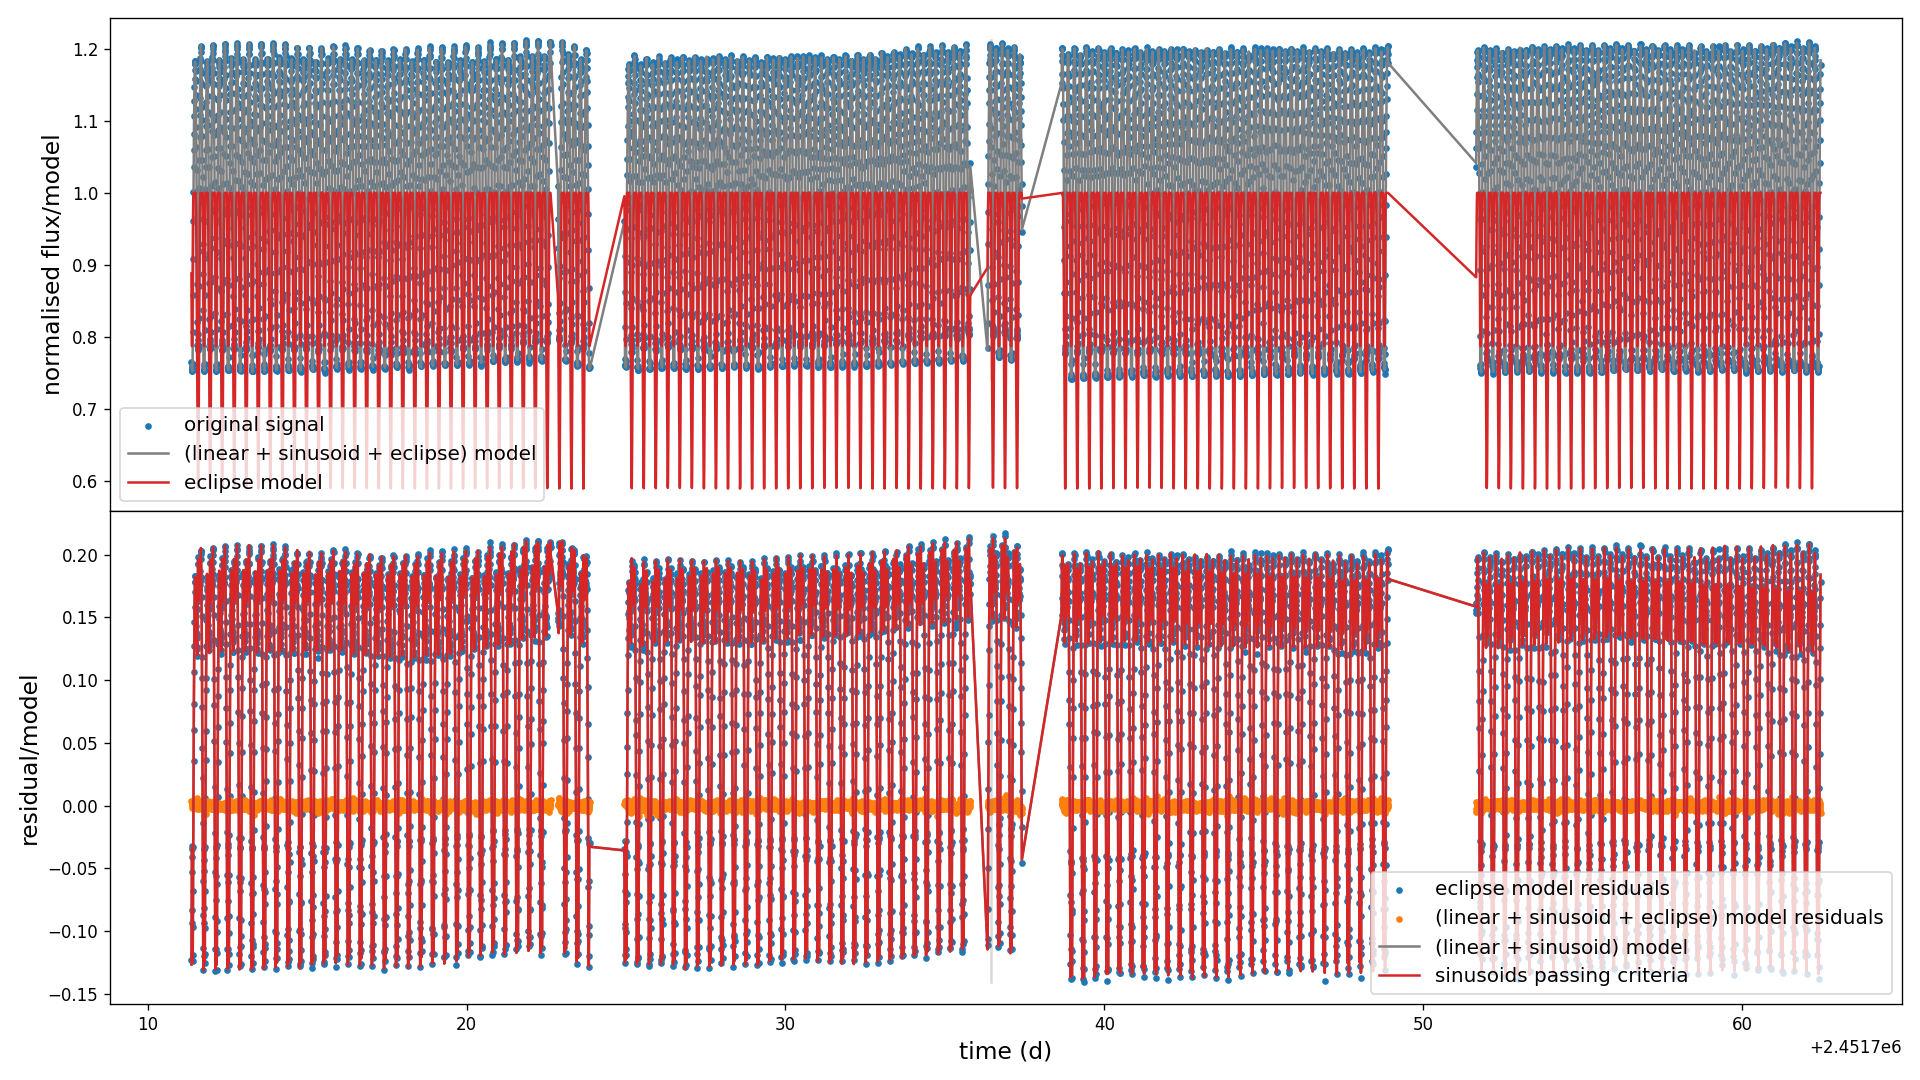 1.2
1.1
1.0
0.9
0.8
0.7
0.6
normalised flux/model
original signal
(linear + sinusoid + eclipse) model
eclipse model
0.20
0.15
0.10
0.05
0.00
−0.05
−0.10
−0.15
residual/model
eclipse model residuals
(linear + sinusoid + eclipse) model residuals
(linear + sinusoid) model
sinusoids passing criteria
10 20 30 40 50 60
time (d)
+2.4517e6